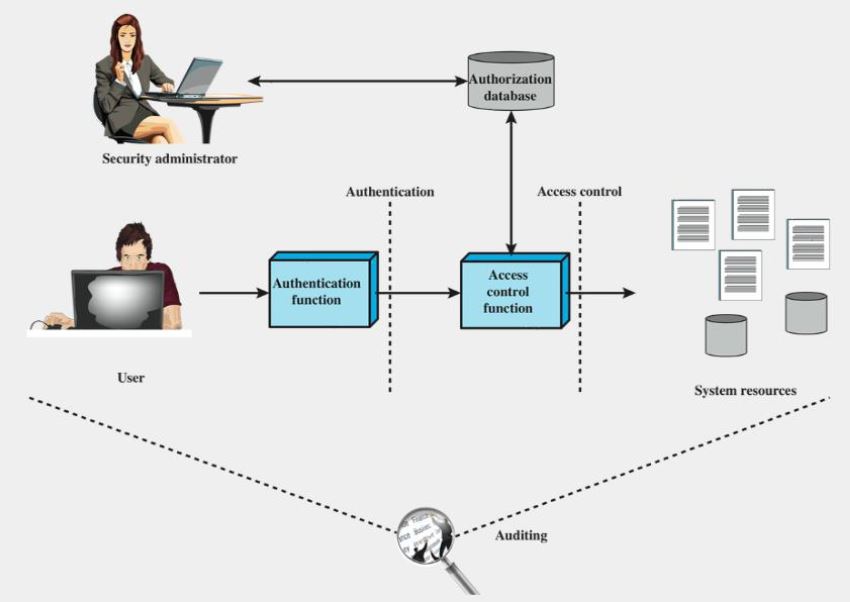 Authorization
database
Security administrator
Authentication
Access control
Authentication
function
Access
control
function
User
System resources
Auditing